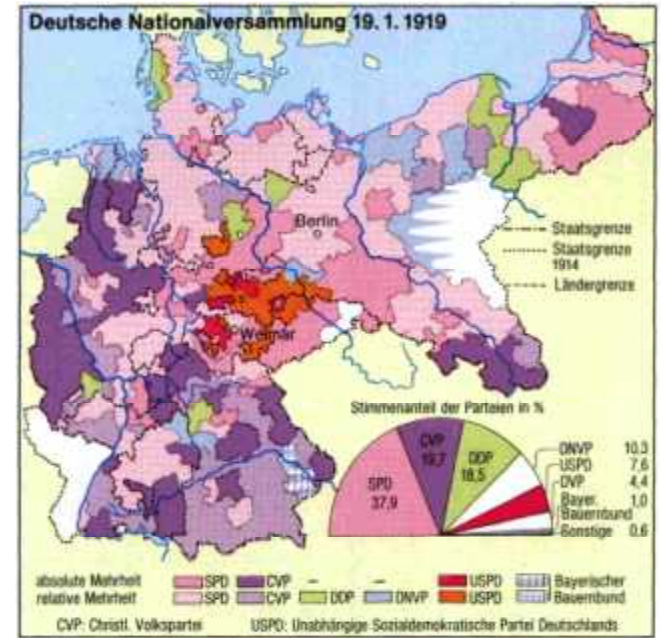 Deutsche Nationalversammlung 19.1.1919
Berlin
Weimar
Staatsgrenze
Staatsgrenze
1914
Ländergrenze
Stimmenanteil der Parteien in %
SPD
37,9
CVP
19,7
DDP
18,5
DNVP 10,3
USPD 7,6
DVP 4,4
Bayer. 1,0
Bauernbund
Sonstige 0,6
absolute Mehrheit SPD CVP – – USPD Bayerischer
relative Mehrheit SPD CVP DDP DNVP USPD Bauernbund
CVP: Christl. Volkspartei USPD: Unabhängige Sozialdemokratische Partei Deutschlands